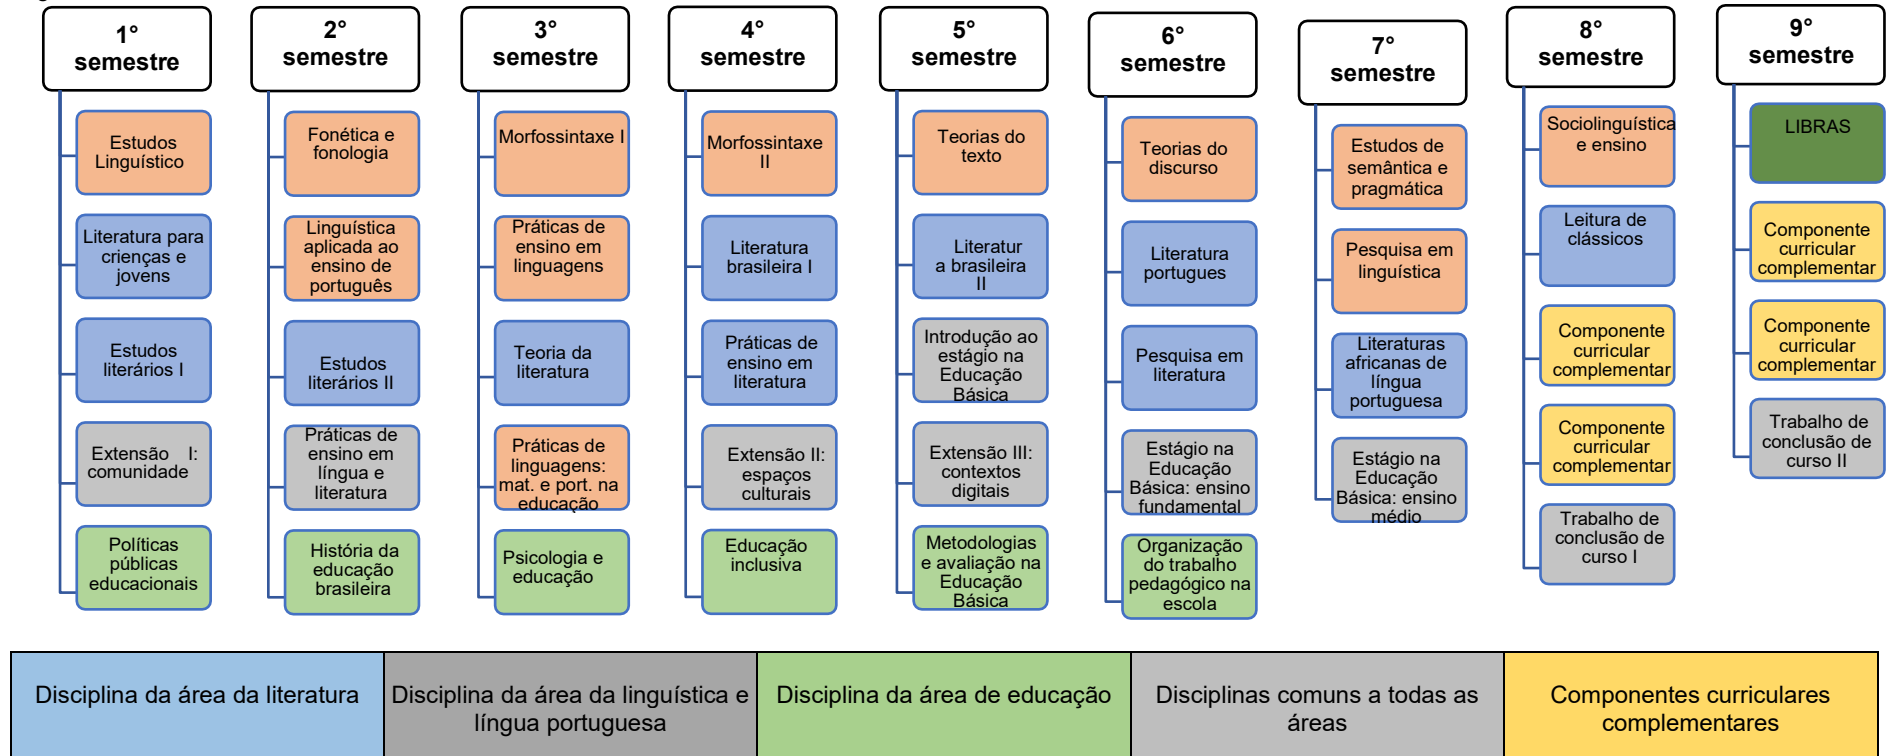 1°
semestre
Estudos
Linguístico
Literatura para
crianças e
jovens
Estudos
literários I
Extensão I:
comunidade
Políticas
públicas
educacionais
2°
semestre
Fonética e
fonologia
Linguística
aplicada ao
ensino de
português
Estudos
literários II
Práticas de
ensino em
língua e
literatura
História da
educação
brasileira
3°
semestre
Morfossintaxe I
Práticas de
ensino em
linguagens
Teoria da
literatura
Práticas de
linguagens:
mat. e port. na
educação
Psicologia e
educação
4°
semestre
Morfossintaxe
II
Literatura
brasileira I
Práticas de
ensino em
literatura
Extensão II:
espaços
culturais
Educação
inclusiva
5°
semestre
Teorias do
texto
Literatur
a brasileira
II
Introdução ao
estágio na
Educação
Básica
Extensão III:
contextos
digitais
Metodologias
e avaliação na
Educação
Básica
6°
semestre
Teorias do
discurso
Literatura
portugues
Pesquisa em
literatura
Estágio na
Educação
Básica: ensino
fundamental
Organização
do trabalho
pedagógico na
escola
7°
semestre
Estudos de
semântica e
pragmática
Pesquisa em
linguística
Literaturas
africanas de
língua
portuguesa
Estágio na
Educação
Básica: ensino
médio
8°
semestre
Sociolinguística
e ensino
Leitura de
clássicos
Componente
curricular
complementar
Componente
curricular
complementar
Trabalho de
conclusão de
curso I
9°
semestre
LIBRAS
Componente
curricular
complementar
Componente
curricular
complementar
Trabalho de
conclusão de
curso II
Disciplina da área da literatura
Disciplina da área da linguística e
língua portuguesa
Disciplina da área de educação
Disciplinas comuns a todas as
áreas
Componentes curriculares
complementares